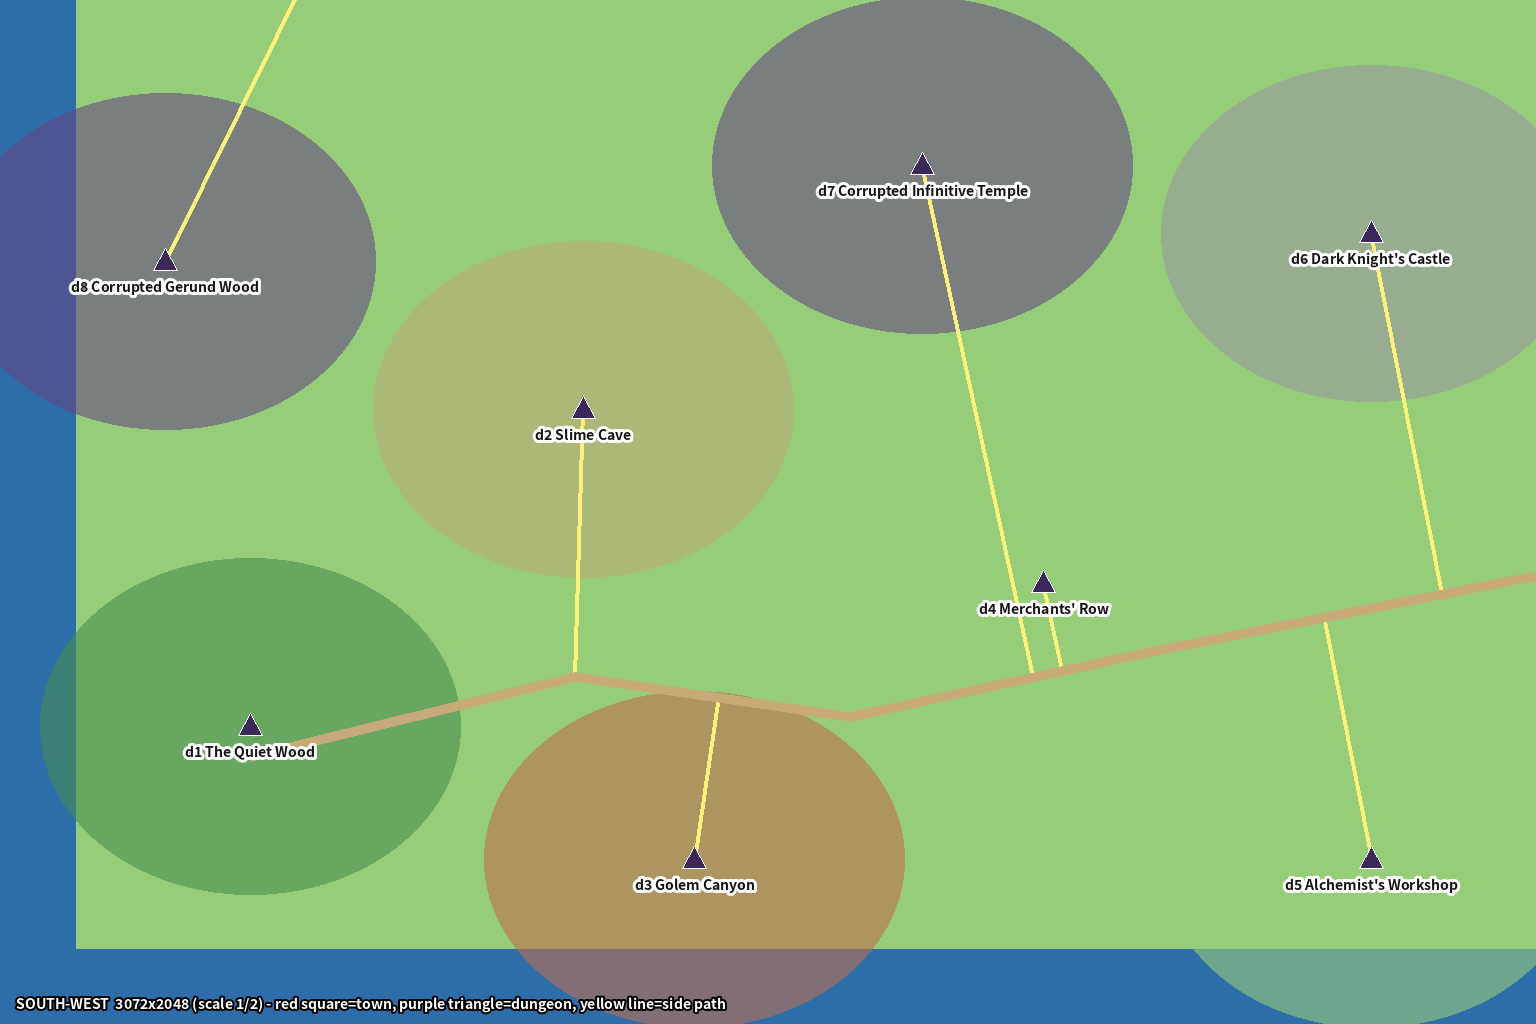 d7 Corrupted Infinitive Temple
d6 Dark Knight's Castle
d8 Corrupted Gerund Wood
d2 Slime Cave
d4 Merchants' Row
d1 The Quiet Wood
d3 Golem Canyon
d5 Alchemist's Workshop
SOUTH-WEST 3072x2048 (scale 1/2) - red square=town, purple triangle=dungeon, yellow line=side path